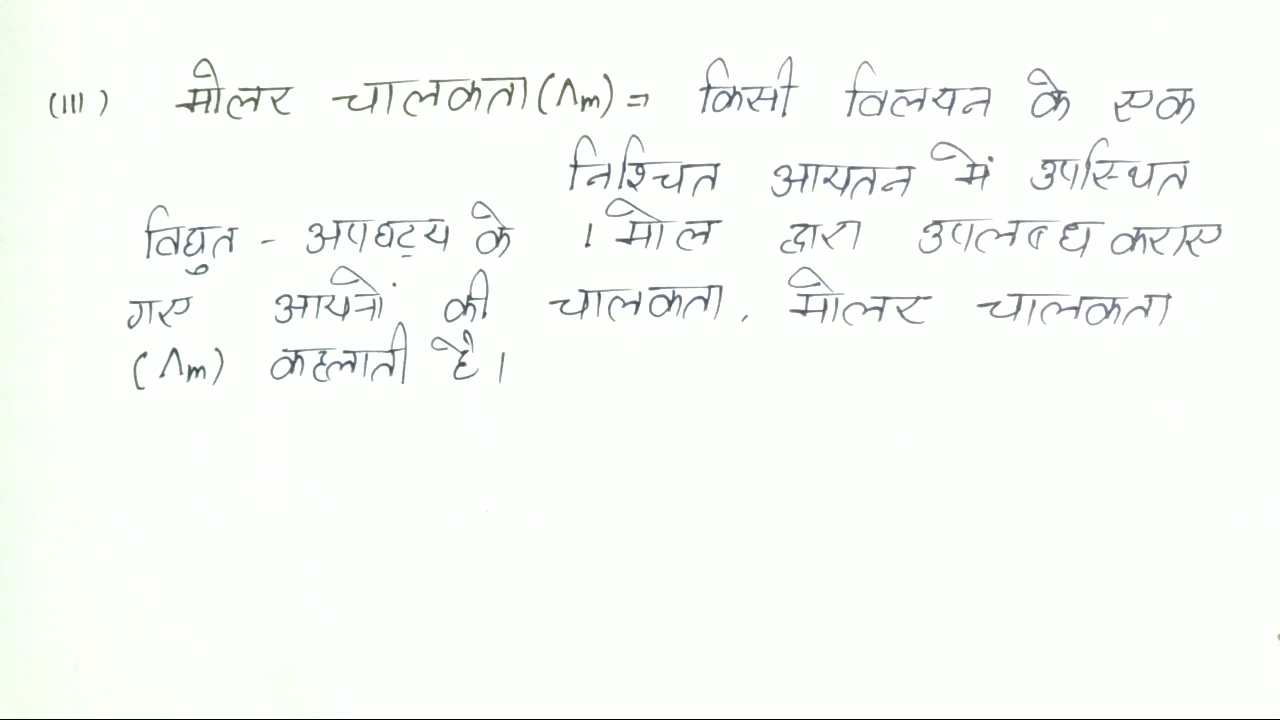 (III) मोलर चालकता (Λm) = किसी विलयन के एक
निश्चित आयतन में उपस्थित
विद्युत - अपघट्य के 1 मोल द्वारा उपलब्ध कराए
गए आयनों की चालकता, मोलर चालकता
(Λm) कहलाती है।